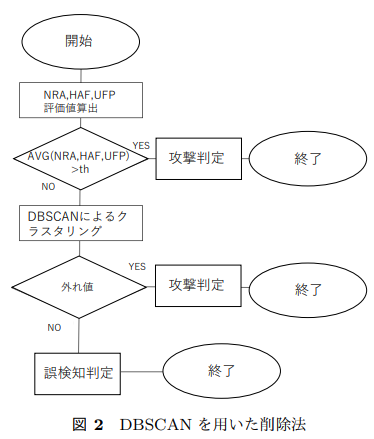 開始
NRA,HAF,UFP
評価値算出
AVG(NRA,HAF,UFP)
>th
YES
攻撃判定
終了
NO
DBSCANによるク
ラスタリング
外れ値
YES
攻撃判定
終了
NO
誤検知判定
終了
図 2 DBSCAN を用いた削除法